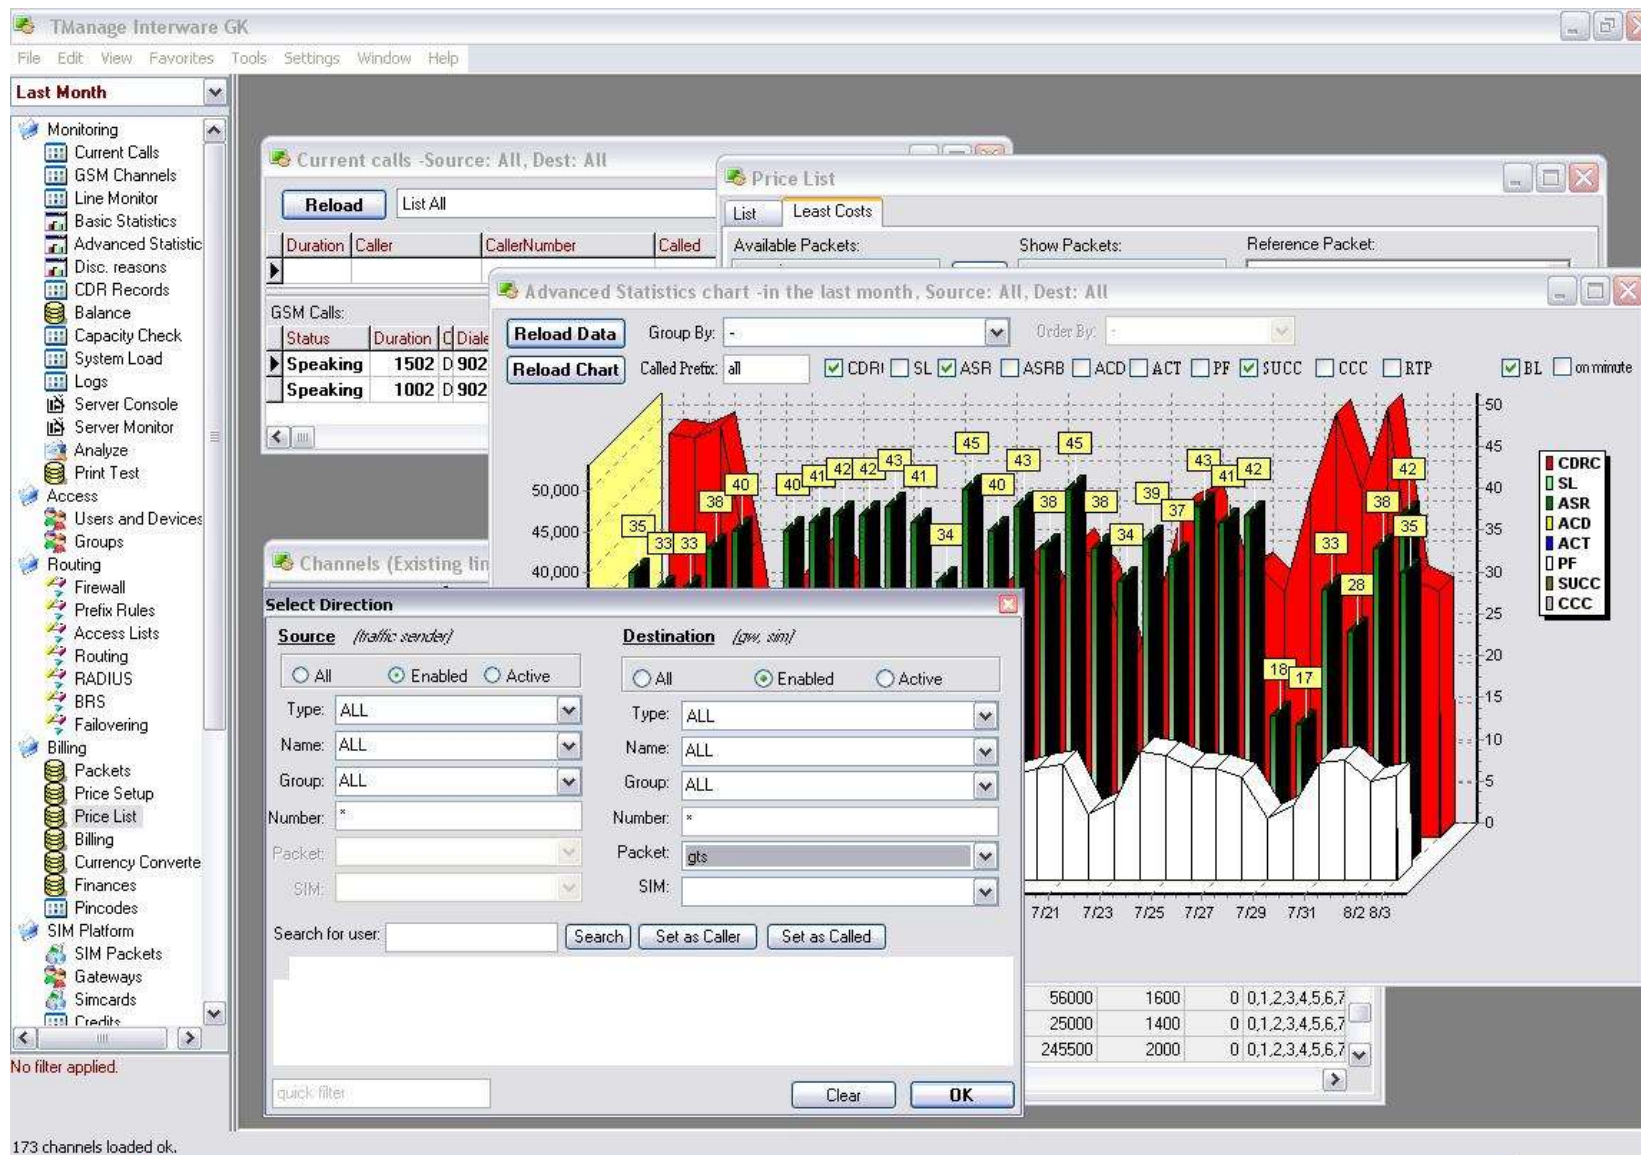 TManage Interware GK
File Edit View Favorites Tools Settings Window Help
Last Month
Monitoring
Current Calls
GSM Channels
Line Monitor
Basic Statistics
Advanced Statistic
Disc. reasons
CDR Records
Balance
Capacity Check
System Load
Logs
Server Console
Server Monitor
Analyze
Print Test
Access
Users and Devices
Groups
Routing
Firewall
Prefix Rules
Access Lists
Routing
RADIUS
BRS
Failovering
Billing
Packets
Price Setup
Price List
Billing
Currency Converte
Finances
Pincodes
SIM Platform
SIM Packets
Gateways
Simcards
Credits
No filter applied.
173 channels loaded ok.
Current calls -Source: All, Dest: All
Reload List All
Duration Caller CallerNumber Called
GSM Calls:
Status Duration C Diale
Speaking 1502 D 902
Speaking 1002 D 902
Price List
List Least Costs
Available Packets: Show Packets: Reference Packet:
Advanced Statistics chart -in the last month, Source: All, Dest: All
Reload Data Group By: - Order By: -
Reload Chart Called Prefix: all CDRI SL ASR ASRB ACD ACT PF SUCC CCC RTP BL on minute
50,000
45,000
40,000
35 33 33 38 40 40 41 42 42 43 41 34 45 40 43 38 45 38 34 39 37 43 41 42 18 17 33 28 38 42 35
50
45
40
35
30
25
20
15
10
5
0
7/21 7/23 7/25 7/27 7/29 7/31 8/2 8/3
CDRC
SL
ASR
ACD
ACT
PF
SUCC
CCC
Channels (Existing lin
Select Direction
Source (traffic sender) Destination (gw, sim)
All Enabled Active All Enabled Active
Type: ALL Type: ALL
Name: ALL Name: ALL
Group: ALL Group: ALL
Number: * Number: *
Packet: Packet: gts
SIM: SIM:
Search for user: Search Set as Caller Set as Called
quick filter Clear OK
56000 1600 0 0,1,2,3,4,5,6,7
25000 1400 0 0,1,2,3,4,5,6,7
245500 2000 0 0,1,2,3,4,5,6,7